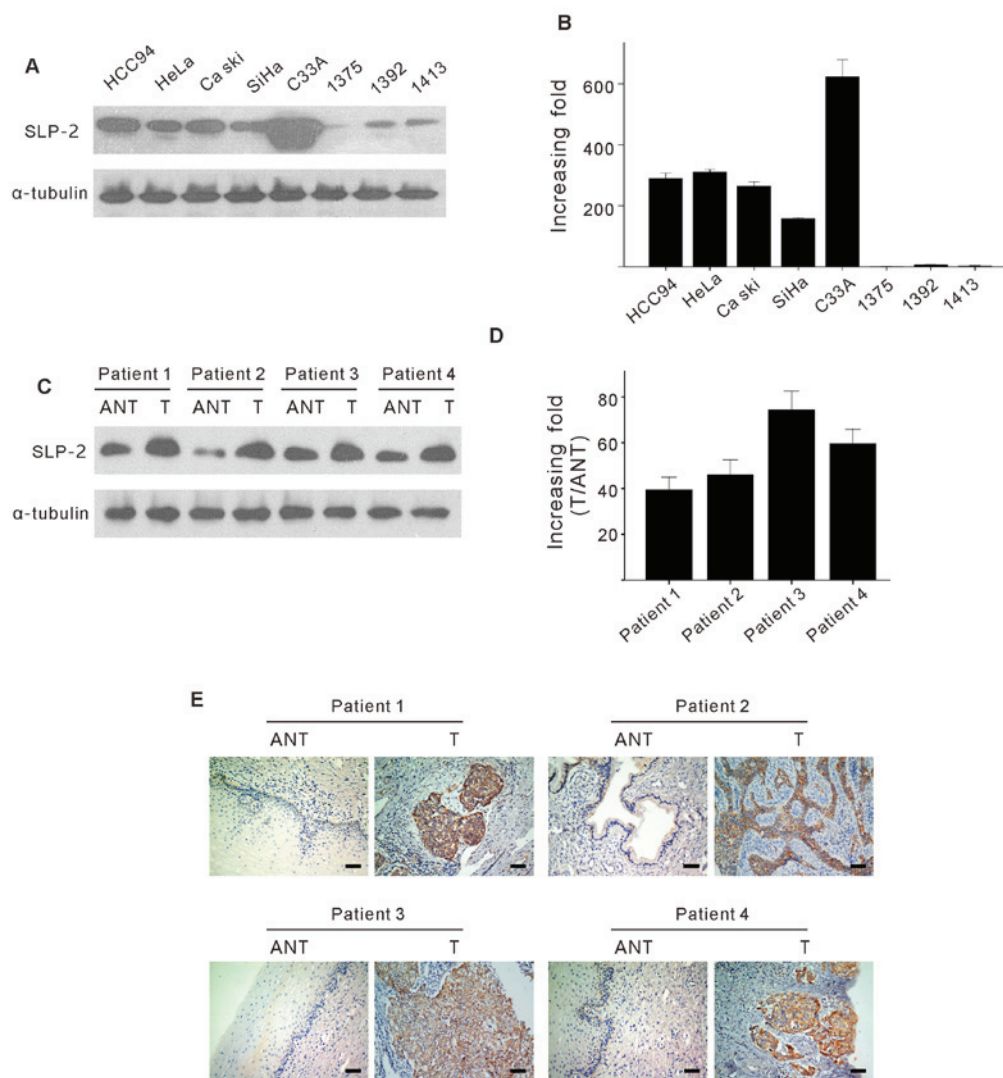 A
HCC94 HeLa Ca ski SiHa C33A 1375 1392 1413
SLP-2
α-tubulin
B
Increasing fold
600
400
200
HCC94 HeLa Ca ski SiHa C33A 1375 1392 1413
C
Patient 1 Patient 2 Patient 3 Patient 4
ANT T ANT T ANT T ANT T
SLP-2
α-tubulin
D
Increasing fold
(T/ANT)
80
60
40
20
Patient 1 Patient 2 Patient 3 Patient 4
E
Patient 1 Patient 2
ANT T ANT T
Patient 3 Patient 4
ANT T ANT T